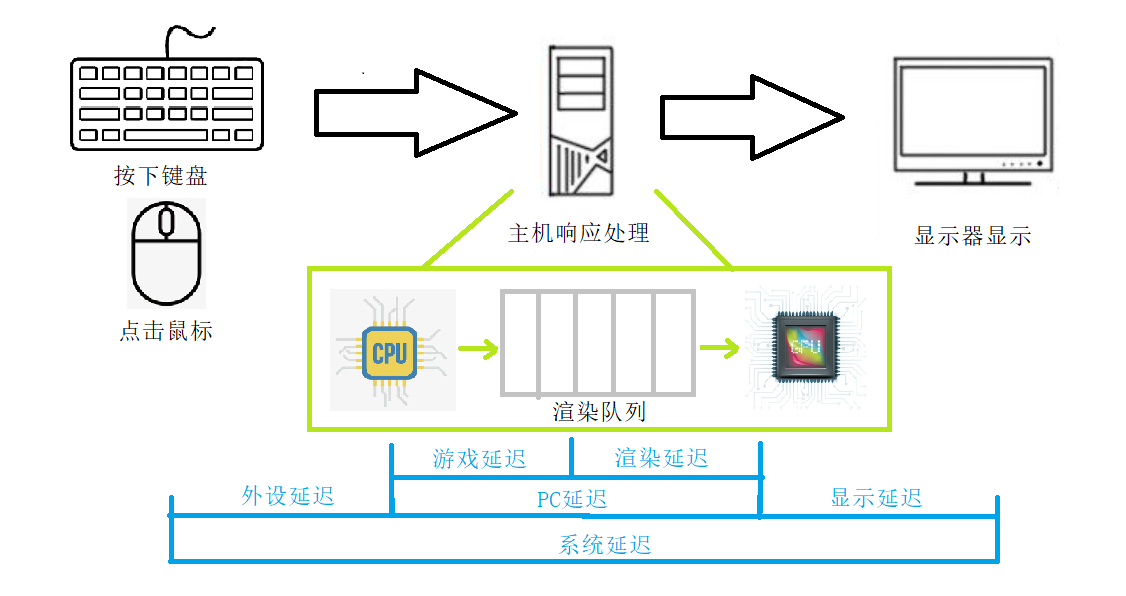 按下键盘
点击鼠标
主机响应处理
显示器显示
CPU
渲染队列
GPU
游戏延迟
渲染延迟
外设延迟
PC延迟
显示延迟
系统延迟